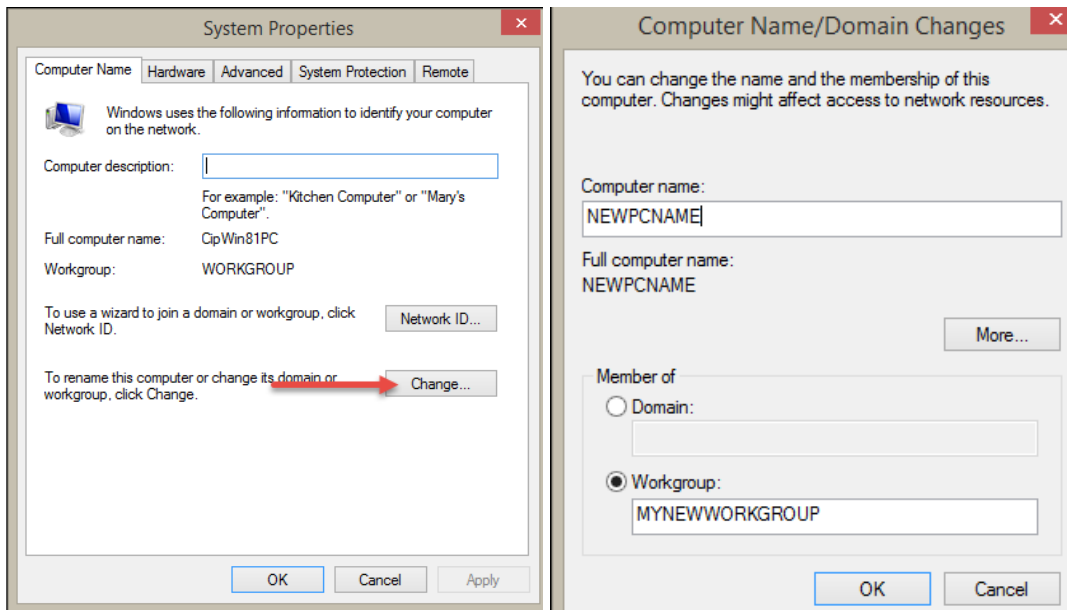 System Properties
Computer Name Hardware Advanced System Protection Remote
Windows uses the following information to identify your computer
on the network.
Computer description:
For example: "Kitchen Computer" or "Mary's
Computer".
Full computer name: CipWin81PC
Workgroup: WORKGROUP
To use a wizard to join a domain or workgroup, click
Network ID.
Network ID...
To rename this computer or change its domain or
workgroup, click Change.
Change...
OK Cancel Apply
Computer Name/Domain Changes
You can change the name and the membership of this
computer. Changes might affect access to network resources.
Computer name:
NEWPCNAME
Full computer name:
NEWPCNAME
More...
Member of
Domain:
Workgroup:
MYNEWWORKGROUP
OK Cancel